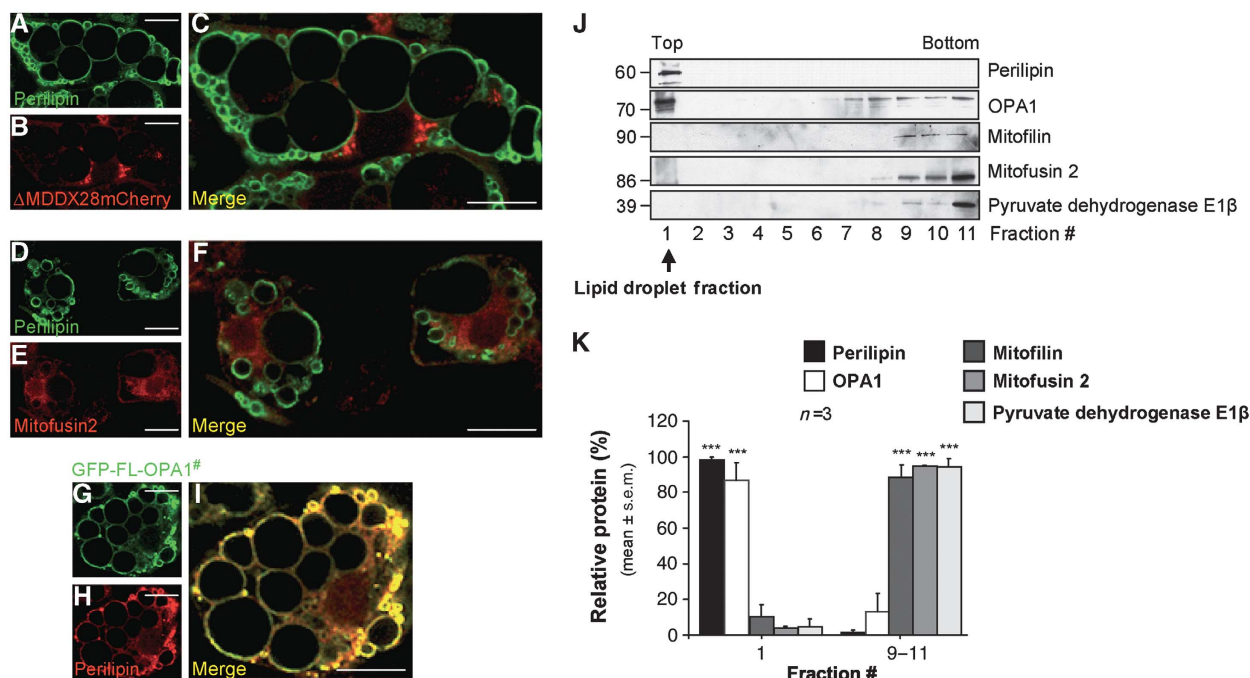 A
Perilipin
B
ΔMDDX28mCherry
C
Merge
D
Perilipin
E
Mitofusin2
F
Merge
GFP-FL-OPA1#
G
H
Perilipin
I
Merge
J
Top Bottom
60 Perilipin
70 OPA1
90 Mitofilin
86 Mitofusin 2
39 Pyruvate dehydrogenase E1β
1 2 3 4 5 6 7 8 9 10 11 Fraction #
Lipid droplet fraction
K
Perilipin
OPA1
n=3
Mitofilin
Mitofusin 2
Pyruvate dehydrogenase E1β
Relative protein (%)
(mean ± s.e.m.)
120
100
80
60
40
20
0
*** *** *** *** ***
1 9–11
Fraction #